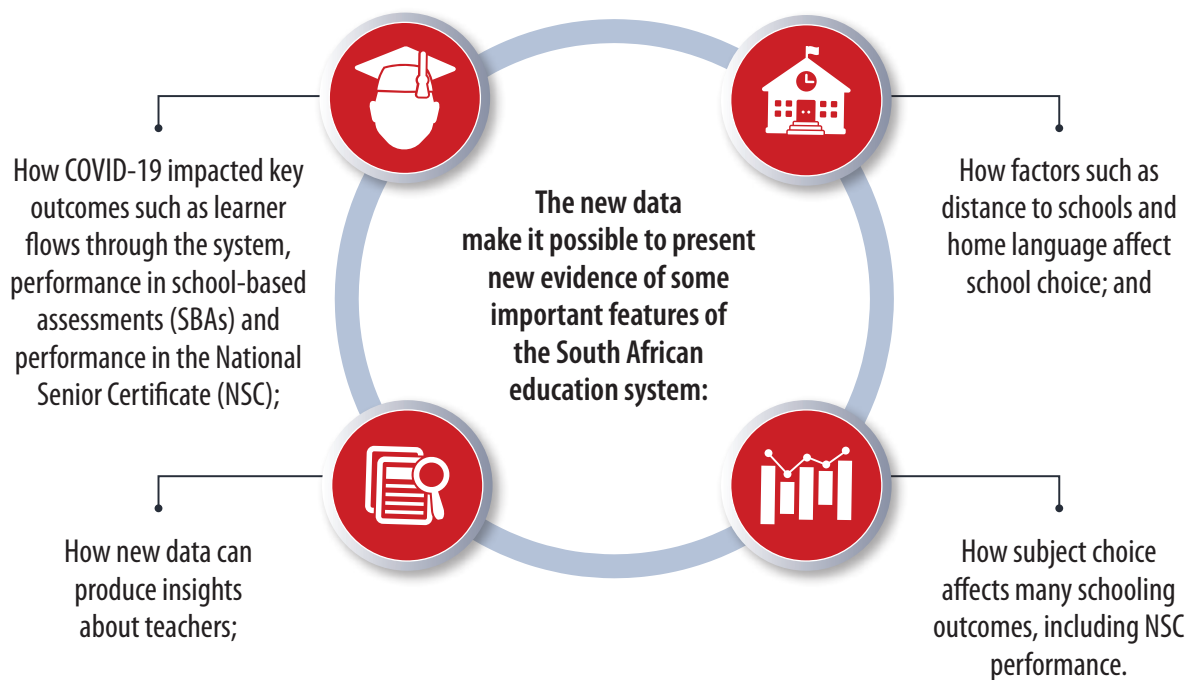 The new data
make it possible to present
new evidence of some
important features of
the South African
education system:
How COVID-19 impacted key
outcomes such as learner
flows through the system,
performance in school-based
assessments (SBAs) and
performance in the National
Senior Certificate (NSC);
How new data can
produce insights
about teachers;
How factors such as
distance to schools and
home language affect
school choice; and
How subject choice
affects many schooling
outcomes, including NSC
performance.